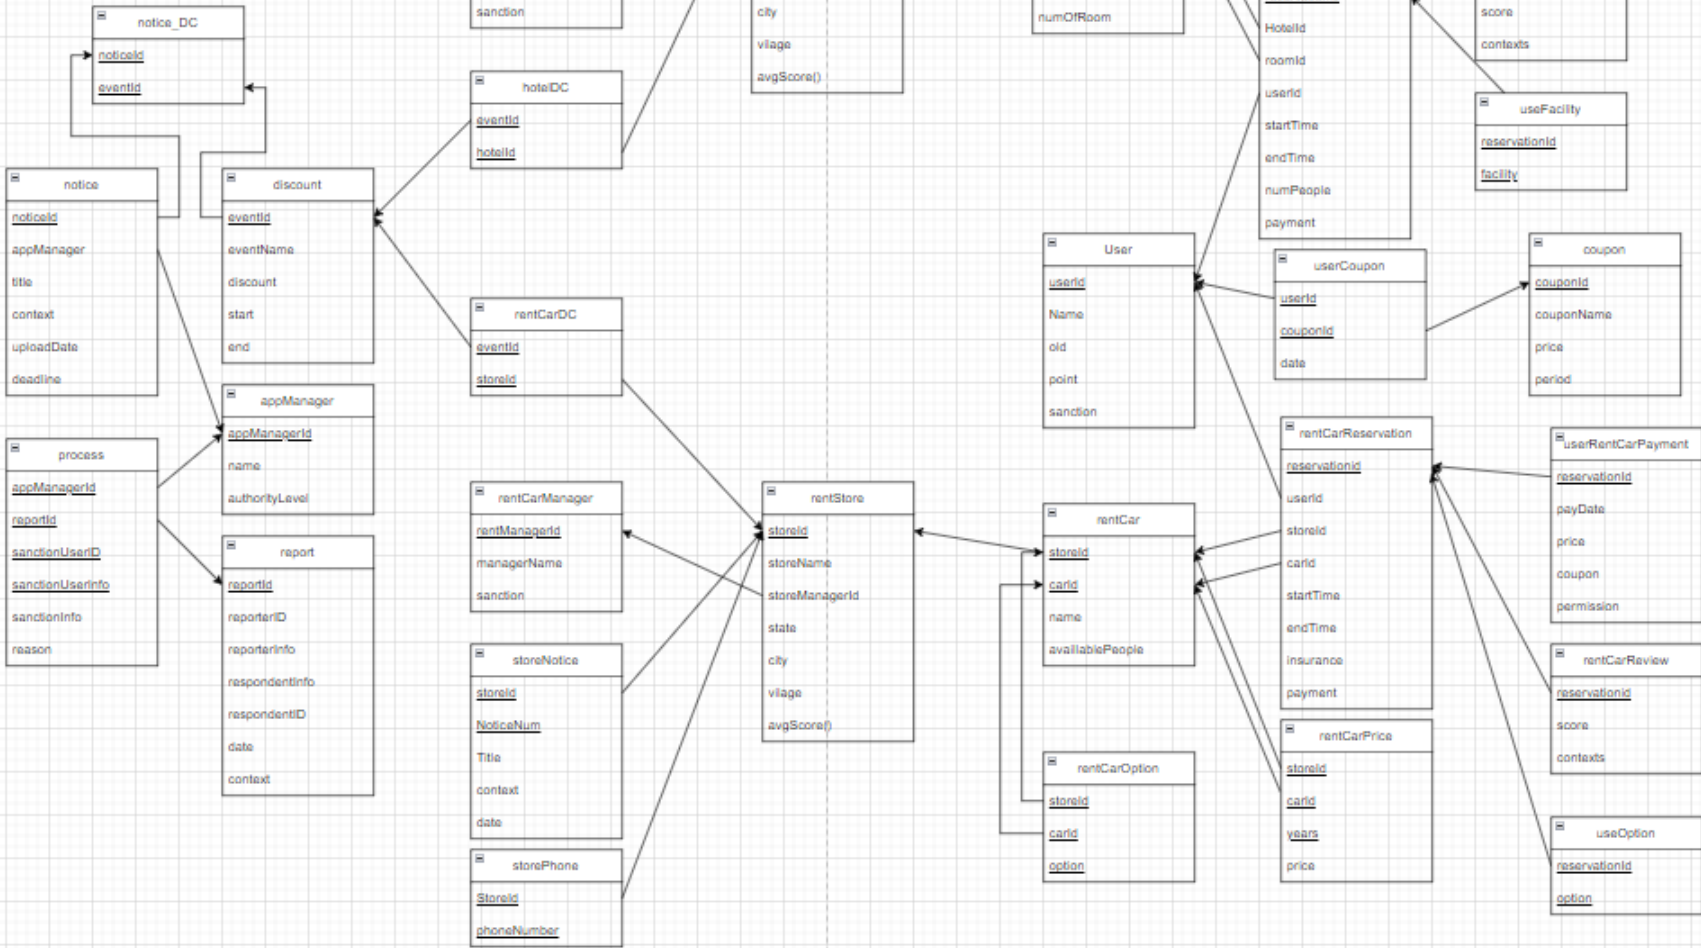 notice_DC
noticeId
eventId
notice
noticeId
appManager
title
context
uploadDate
deadline
discount
eventId
eventName
discount
start
end
appManager
appManagerId
name
authorityLevel
process
appManagerId
reportId
sanctionUserID
sanctionUserInfo
sanctionInfo
reason
report
reportId
reporterID
reporterInfo
respondentInfo
respondentID
date
context
sanction
hotelDC
eventId
hotelId
rentCarDC
eventId
storeId
rentCarManager
rentManagerId
managerName
sanction
storeNotice
storeId
NoticeNum
Title
context
date
storePhone
StoreId
phoneNumber
city
vilage
avgScore()
rentStore
storeId
storeName
storeManagerId
state
city
vilage
avgScore()
numOfRoom
User
userId
Name
old
point
sanction
rentCar
storeId
carId
name
availiablePeople
rentCarOption
storeId
carId
option
HotelId
roomId
userId
startTime
endTime
numPeople
payment
userCoupon
userId
couponId
date
rentCarReservation
reservationId
userId
storeId
carId
startTime
endTime
insurance
payment
rentCarPrice
storeId
carId
years
price
score
contexts
useFacility
reservationId
facility
coupon
couponId
couponName
price
period
userRentCarPayment
reservationId
payDate
price
coupon
permission
rentCarReview
reservationId
score
contexts
useOption
reservationId
option